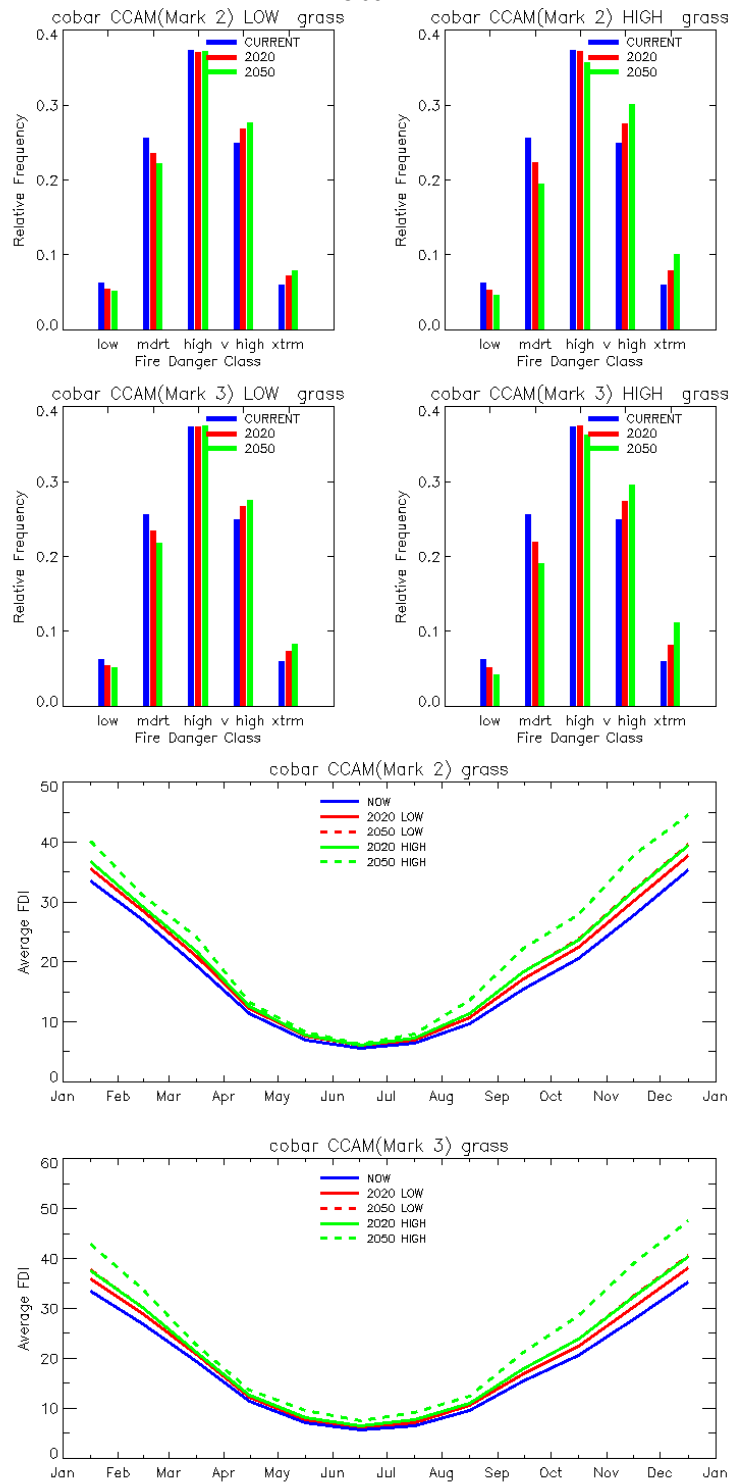 cobar CCAM(Mark 2) LOW grass
0.4
0.3
0.2
0.1
0.0
Relative Frequency
CURRENT
2020
2050
low mdrt high v high xtrm
Fire Danger Class
cobar CCAM(Mark 2) HIGH grass
0.4
0.3
0.2
0.1
0.0
Relative Frequency
CURRENT
2020
2050
low mdrt high v high xtrm
Fire Danger Class
cobar CCAM(Mark 3) LOW grass
0.4
0.3
0.2
0.1
0.0
Relative Frequency
CURRENT
2020
2050
low mdrt high v high xtrm
Fire Danger Class
cobar CCAM(Mark 3) HIGH grass
0.4
0.3
0.2
0.1
0.0
Relative Frequency
CURRENT
2020
2050
low mdrt high v high xtrm
Fire Danger Class
cobar CCAM(Mark 2) grass
50
40
30
20
10
0
Average FDI
NOW
2020 LOW
2050 LOW
2020 HIGH
2050 HIGH
Jan Feb Mar Apr May Jun Jul Aug Sep Oct Nov Dec Jan
cobar CCAM(Mark 3) grass
60
50
40
30
20
10
0
Average FDI
NOW
2020 LOW
2050 LOW
2020 HIGH
2050 HIGH
Jan Feb Mar Apr May Jun Jul Aug Sep Oct Nov Dec Jan